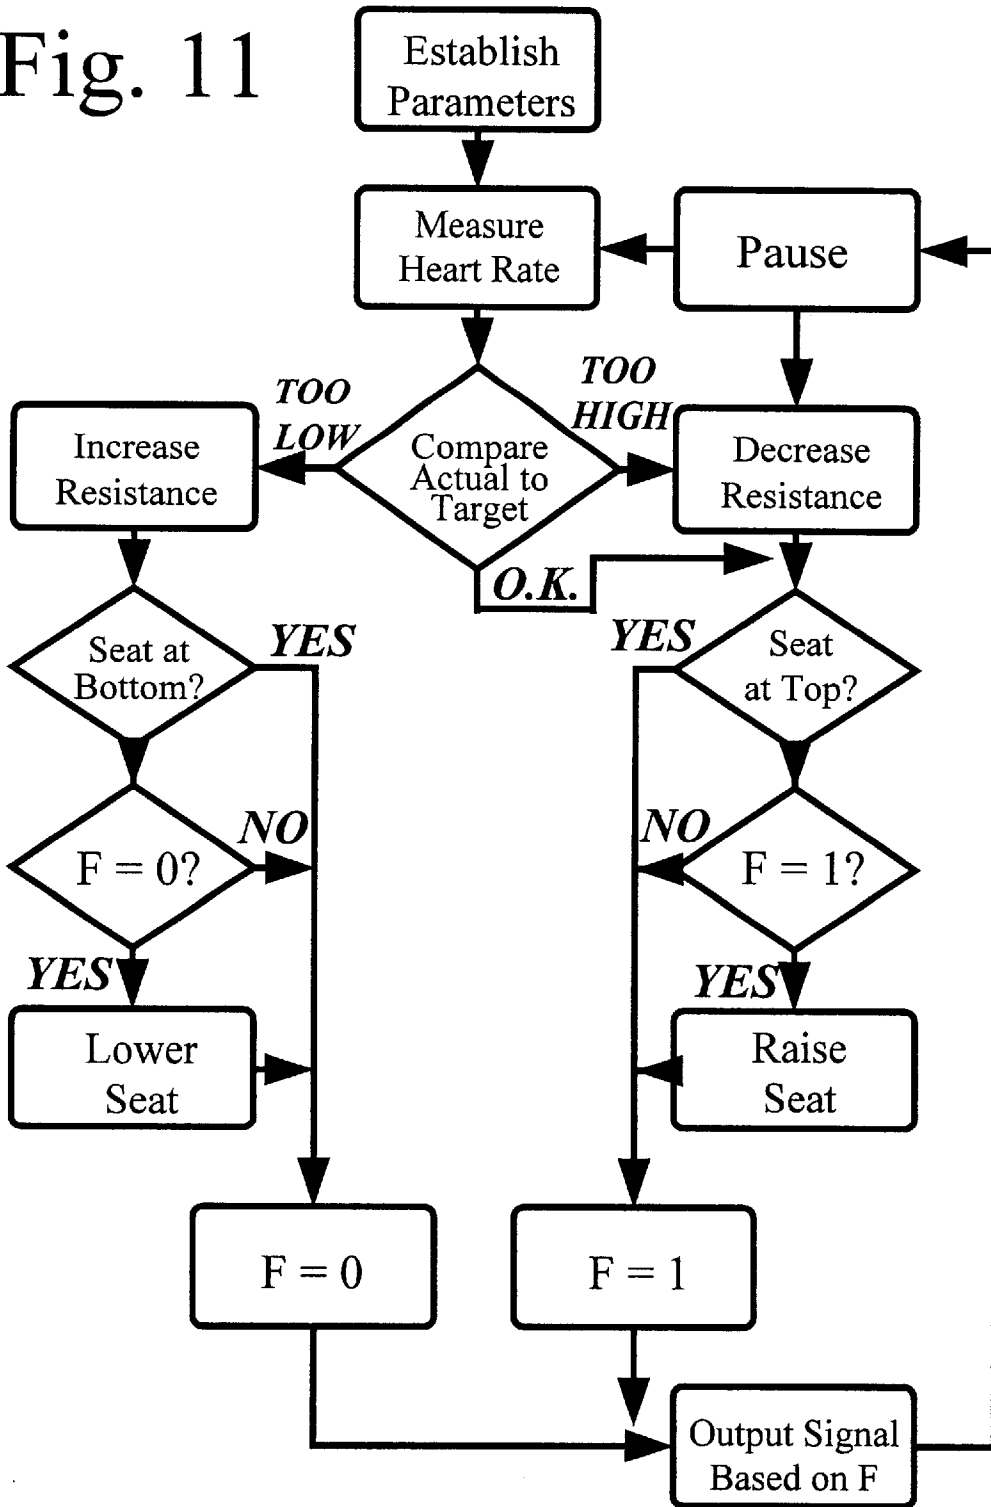 Fig. 11
Establish
Parameters
Measure
Heart Rate
Pause
TOO
LOW
TOO
HIGH
Increase
Resistance
Compare
Actual to
Target
Decrease
Resistance
O.K.
Seat at
Bottom?
YES
YES
Seat
at Top?
F = 0?
NO
NO
F = 1?
YES
YES
Lower
Seat
Raise
Seat
F = 0
F = 1
Output Signal
Based on F